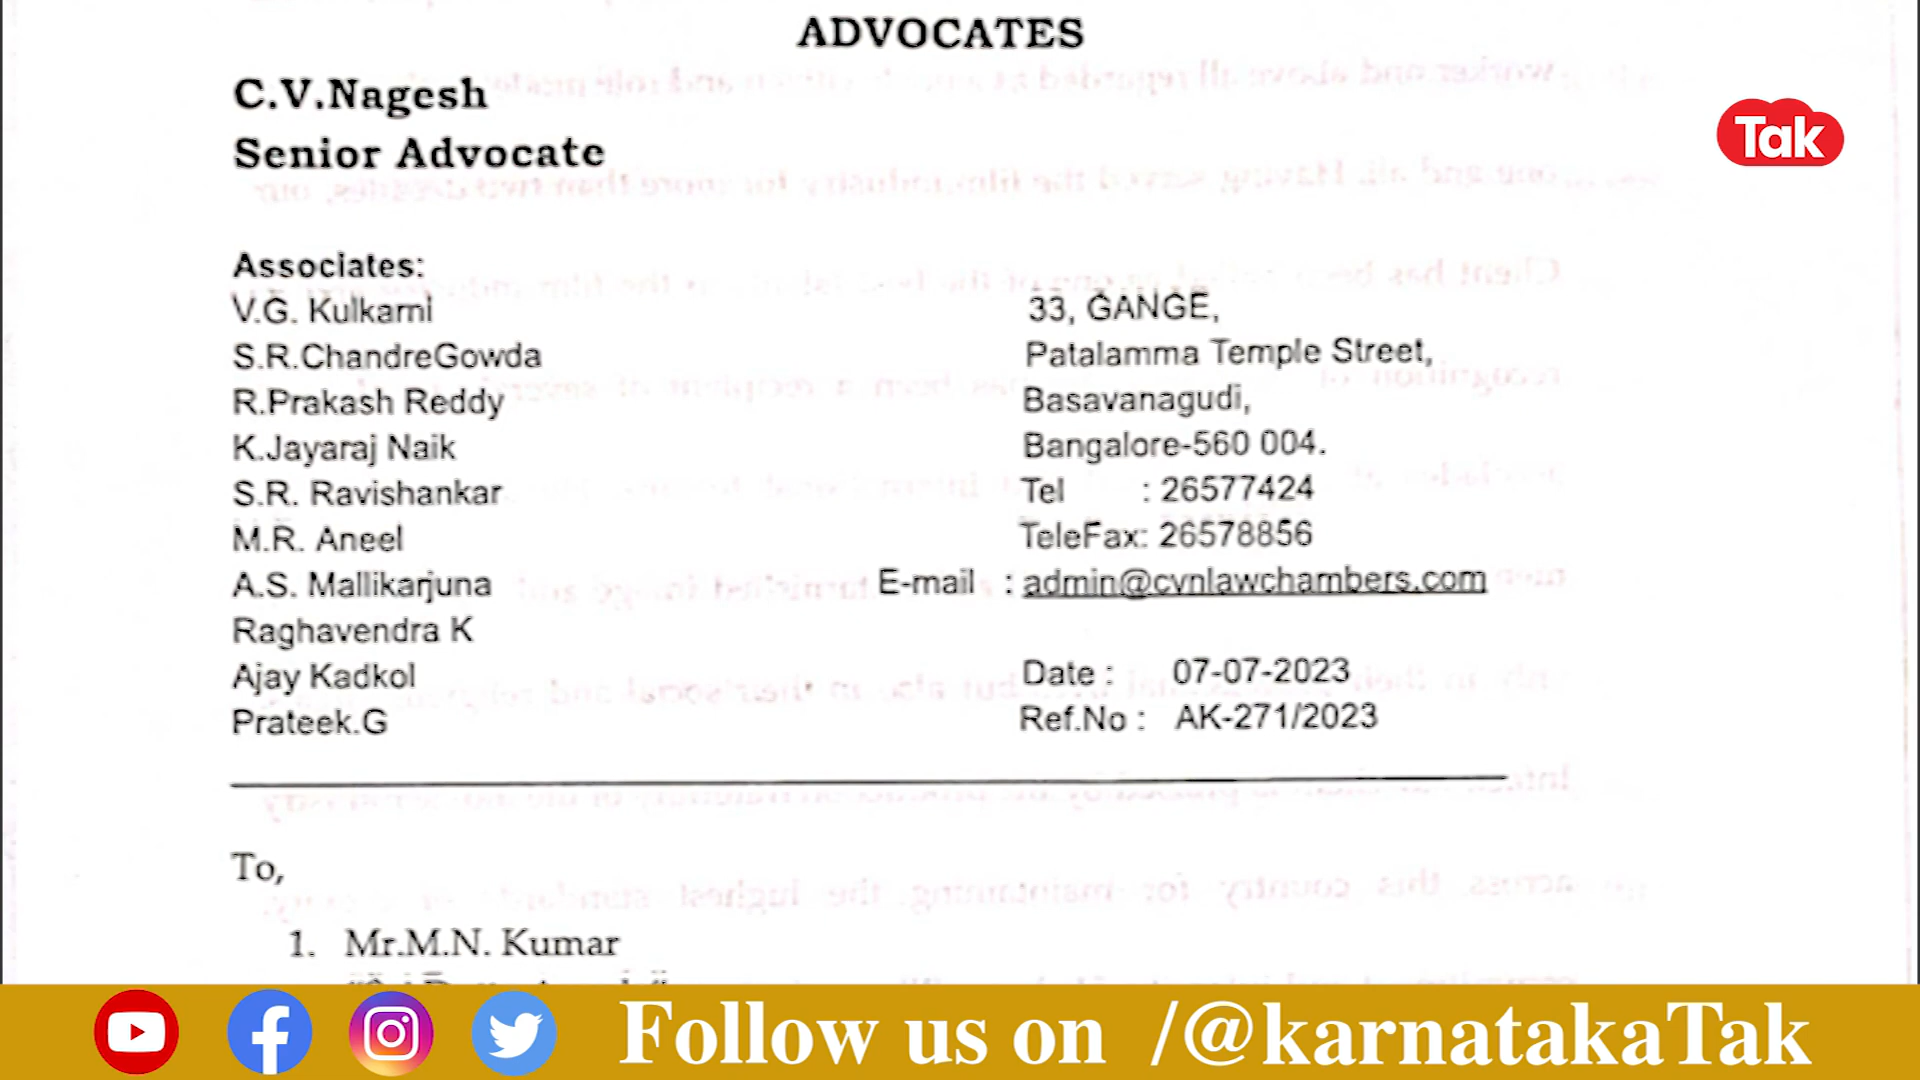 ADVOCATES
C.V.Nagesh
Senior Advocate
Tak
Associates:
V.G. Kulkarni
S.R.ChandreGowda
R.Prakash Reddy
K.Jayaraj Naik
S.R. Ravishankar
M.R. Aneel
A.S. Mallikarjuna
Raghavendra K
Ajay Kadkol
Prateek.G
33, GANGE,
Patalamma Temple Street,
Basavanagudi,
Bangalore-560 004.
Tel : 26577424
TeleFax: 26578856
E-mail : admin@cvnlawchambers.com
Date : 07-07-2023
Ref.No : AK-271/2023
To,
1. Mr.M.N. Kumar
Follow us on /@karnatakaTak